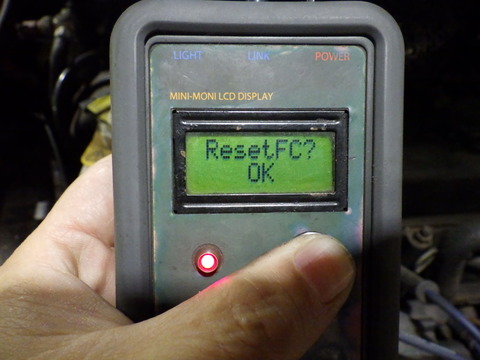 LIGHT LINK POWER
MINI-MONI LCD DISPLAY
ResetFC?
OK